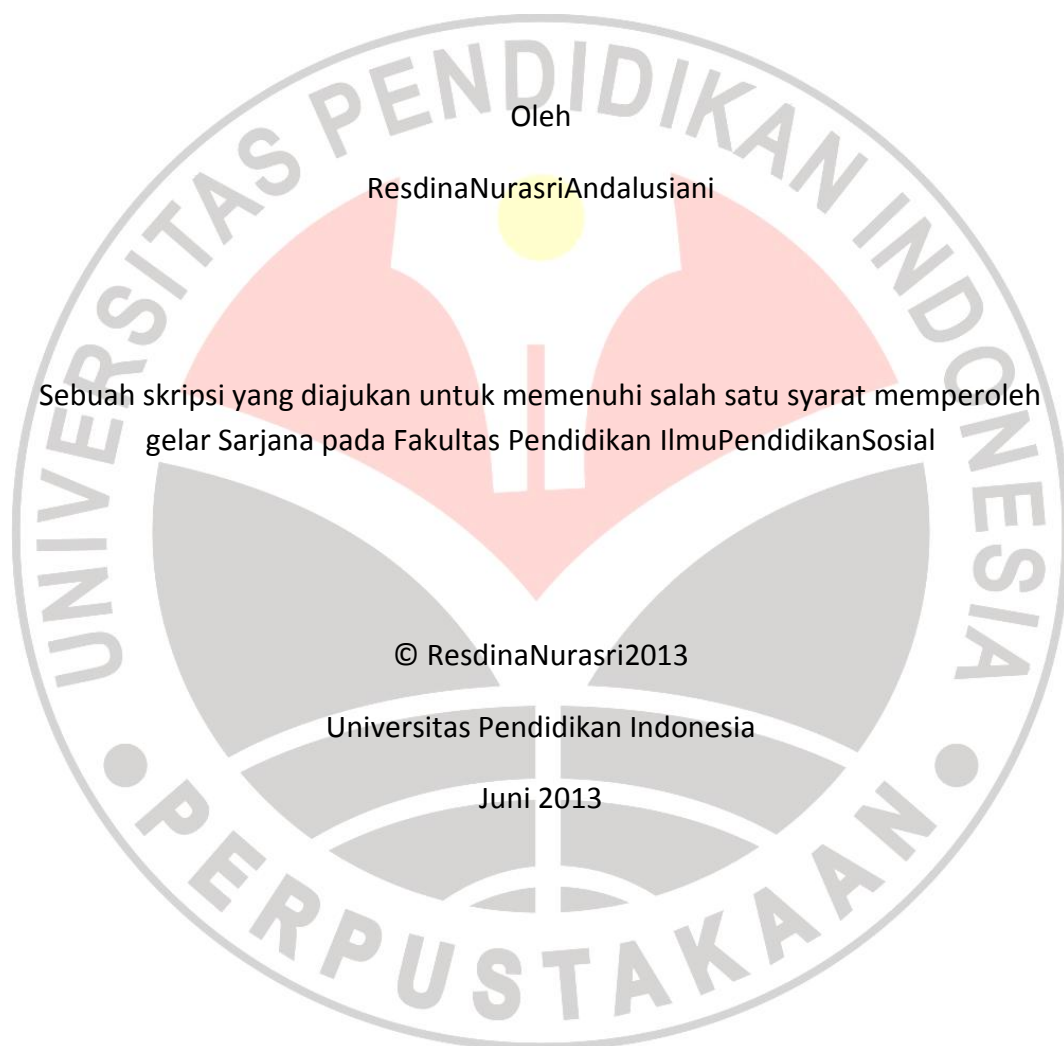 Oleh
ResdinaNurasriAndalusiani
Sebuah skripsi yang diajukan untuk memenuhi salah satu syarat memperoleh
gelar Sarjana pada Fakultas Pendidikan IlmuPendidikanSosial
© ResdinaNurasri2013
Universitas Pendidikan Indonesia
Juni 2013
UNIVERSITAS PENDIDIKAN INDONESIA
PERPUSTAKAAN